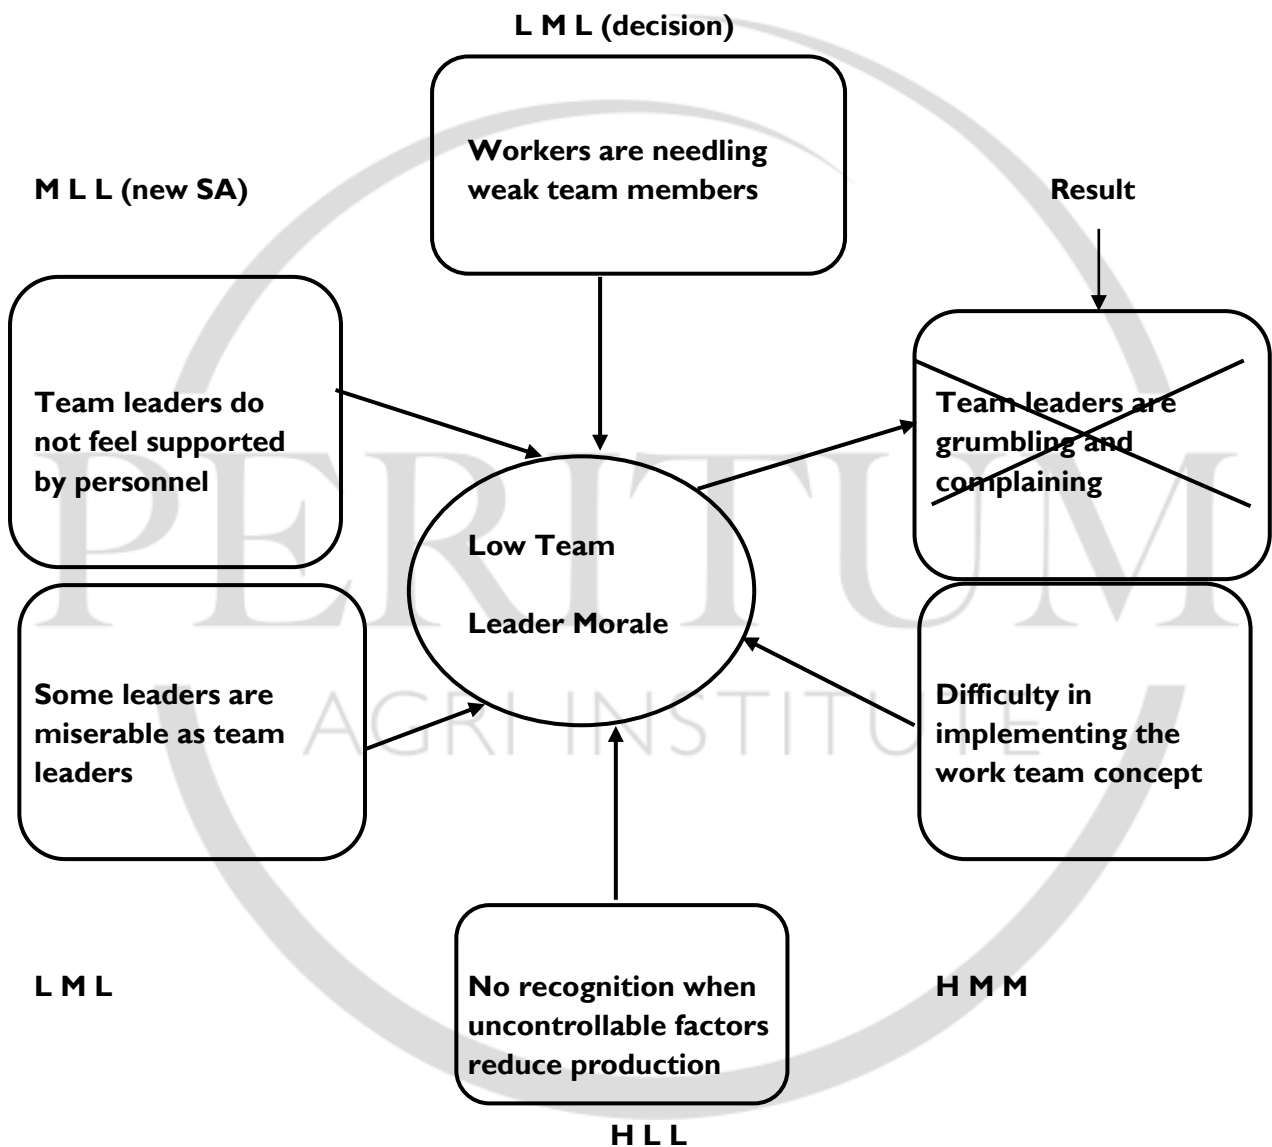 L M L (decision)
Workers are needling
weak team members
M L L (new SA)
Result
Team leaders do
not feel supported
by personnel
Team leaders are
grumbling and
complaining
Low Team
Leader Morale
Some leaders are
miserable as team
leaders
Difficulty in
implementing the
work team concept
L M L
No recognition when
uncontrollable factors
reduce production
H M M
H L L
PERITUM
AGRI INSTITUTE